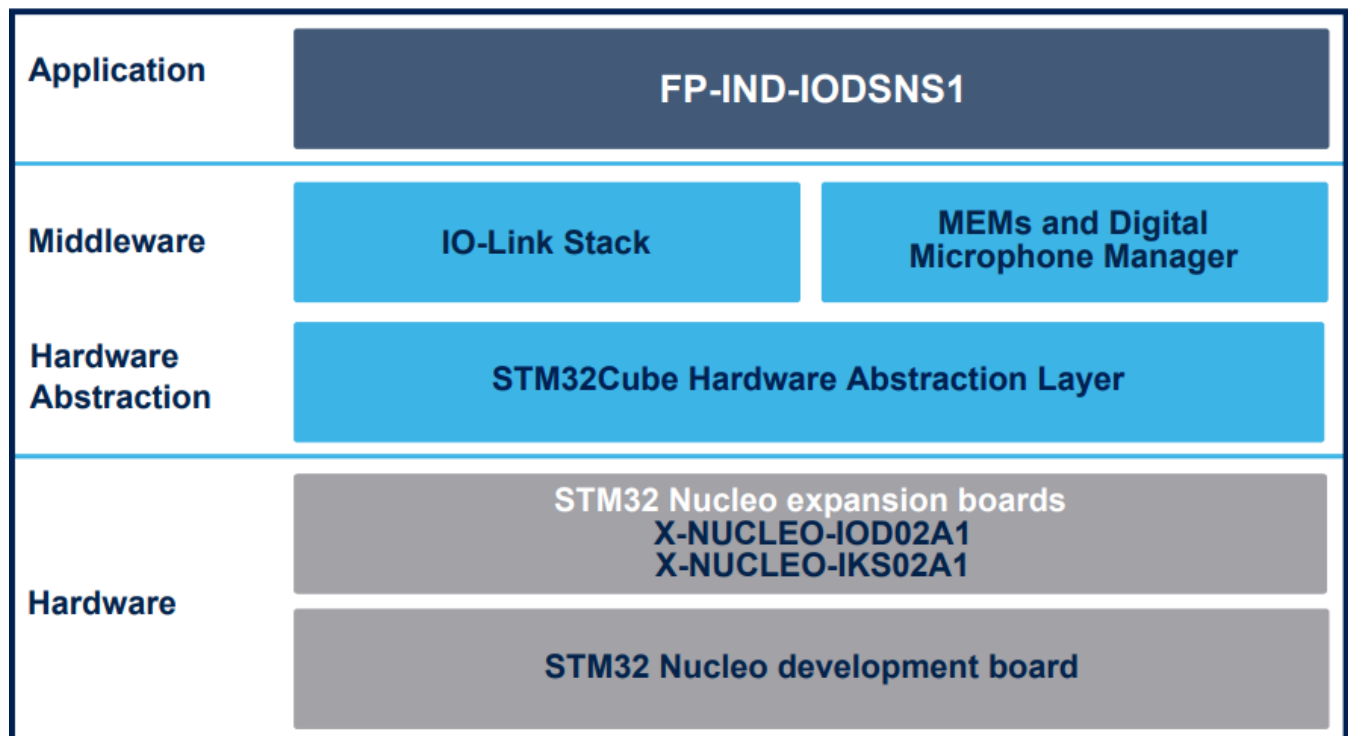 Application
FP-IND-IODSNS1
Middleware
IO-Link Stack
MEMs and Digital
Microphone Manager
Hardware
Abstraction
STM32Cube Hardware Abstraction Layer
Hardware
STM32 Nucleo expansion boards
X-NUCLEO-IOD02A1
X-NUCLEO-IKS02A1
STM32 Nucleo development board